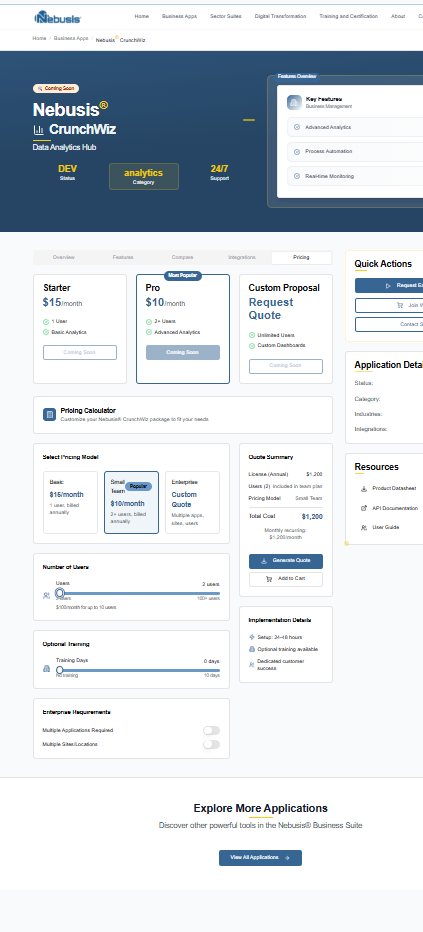 Nebusis®
Home
Business Apps
Sector Suites
Digital Transformation
Training and Certification
About
Home / Business Apps / Nebusis® CrunchWiz
Coming Soon
Nebusis®
CrunchWiz
Data Analytics Hub
DEV
Status
analytics
Category
24/7
Support
Features Overview
Key Features
Business Management
Advanced Analytics
Process Automation
Real-time Monitoring
Overview
Features
Compare
Integrations
Pricing
Starter
$15/month
1 User
Basic Analytics
Coming Soon
Most Popular
Pro
$10/month
2+ Users
Advanced Analytics
Coming Soon
Custom Proposal
Request
Quote
Unlimited Users
Custom Dashboards
Coming Soon
Pricing Calculator
Customize your Nebusis® CrunchWiz package to fit your needs
Select Pricing Model
Basic
$15/month
1 user, billed
annually
Small
Team
Popular
$10/month
2+ users, billed
annually
Enterprise
Custom
Quote
Multiple apps,
sites, users
Number of Users
Users
2 users
100+ users
$100/month for up to 10 users
Optional Training
Training Days
0 days
No training
10 days
Enterprise Requirements
Multiple Applications Required
Multiple Sites/Locations
Quote Summary
License (Annual) $1,200
Users (2) Included in team plan
Pricing Model Small Team
Total Cost $1,200
Monthly recurring:
$1,200/month
Generate Quote
Add to Cart
Implementation Details
Setup: 24-48 hours
Optional training available
Dedicated customer
success
Quick Actions
Request
Contact
Application
Status:
Category:
Industries:
Integrations:
Resources
Product Datasheet
API Documentation
User Guide
Explore More Applications
Discover other powerful tools in the Nebusis® Business Suite
View All Applications